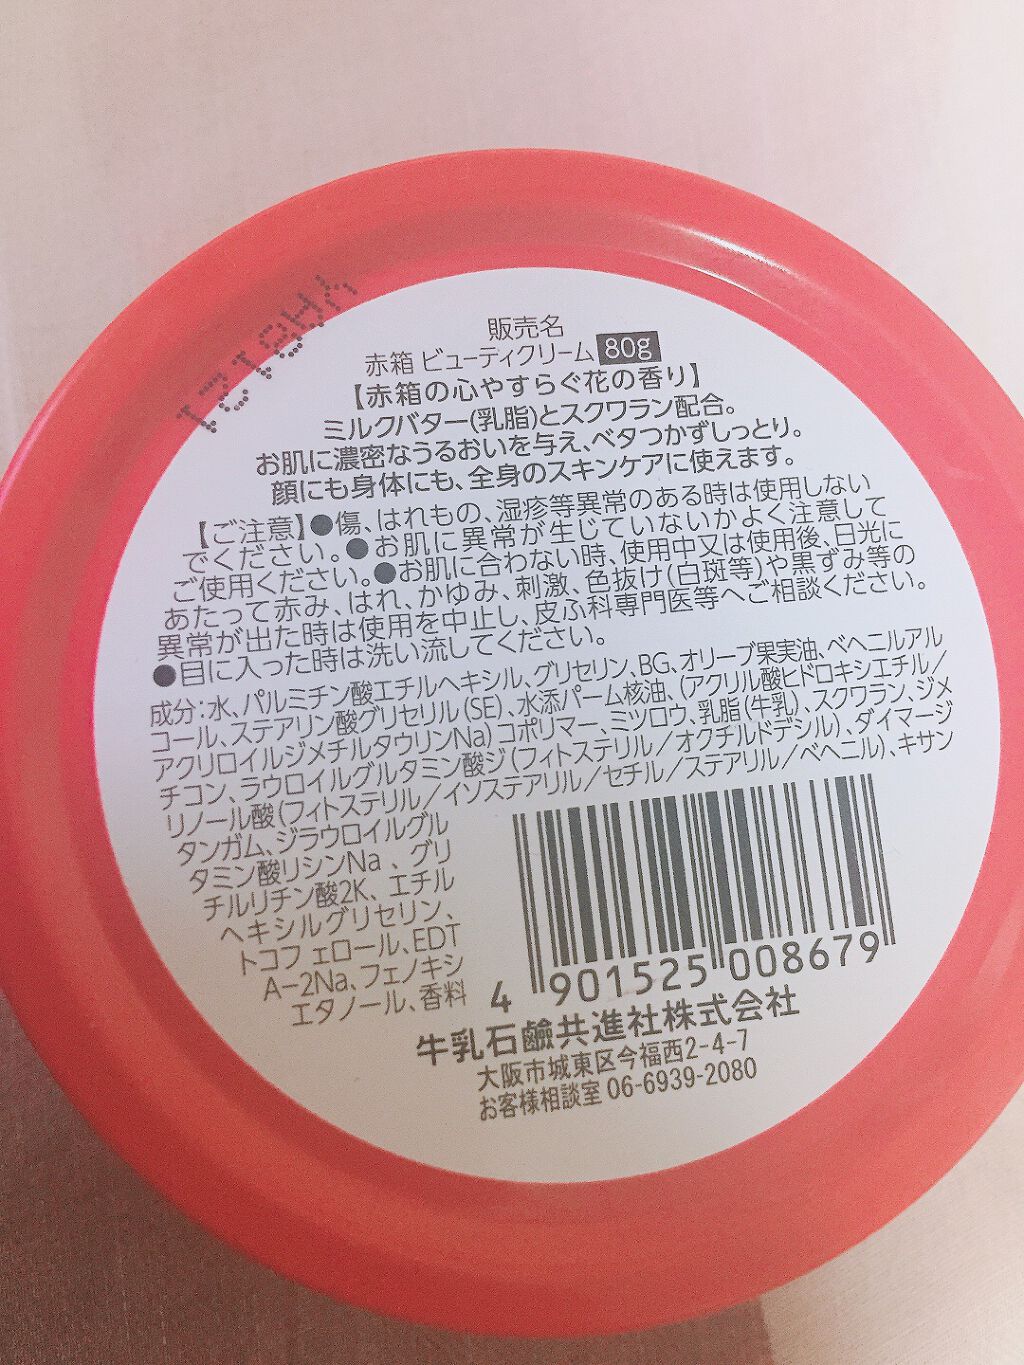 販売名
赤箱 ビューティクリーム 80g
【赤箱の心やすらぐ花の香り】
ミルクバター(乳脂)とスクワラン配合。
お肌に濃密なうるおいを与え、ベタつかずしっとり。
顔にも身体にも、全身のスキンケアに使えます。
【ご注意】●傷、はれもの、湿疹等異常のある時は使用しない
でください。●お肌に異常が生じていないかよく注意して
ご使用ください。●お肌に合わない時、使用中又は使用後、日光に
あたって赤み、はれ、かゆみ、刺激、色抜け(白斑等)や黒ずみ等の
異常が出た時は使用を中止し、皮ふ科専門医等へご相談ください。
●目に入った時は洗い流してください。
成分:水、パルミチン酸エチルヘキシル、グリセリン、BG、オリーブ果実油、ベヘニルアル
コール、ステアリン酸グリセリル(SE)、水添パーム核油、(アクリル酸ヒドロキシエチル/
アクリロイルジメチルタウリンNa)コポリマー、ミツロウ、乳脂(牛乳)、スクワラン、ジメ
チコン、ラウロイルグルタミン酸ジ(フィトステリル/オクチルドデシル)、ダイマージ
リノール酸(フィトステリル/イソステアリル/セチル/ステアリル/ベヘニル)、キサン
タンガム、ジラウロイルグル
タミン酸リシンNa、グリ
チルリチン酸2K、エチル
ヘキシルグリセリン、
トコフェロール、EDT
A-2Na、フェノキシ
エタノール、香料
4 901525 008679
牛乳石鹼共進社株式会社
大阪市城東区今福西2-4-7
お客様相談室 06-6939-2080